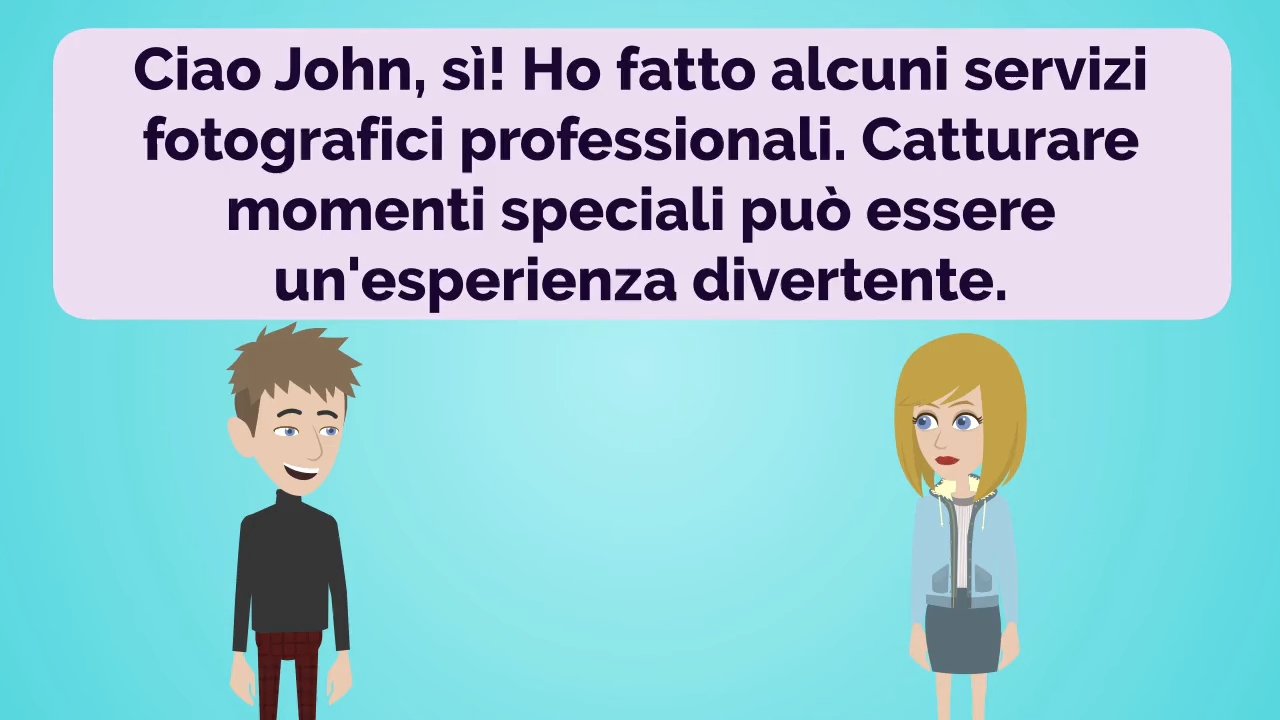 Ciao John, sì! Ho fatto alcuni servizi
fotografici professionali. Catturare
momenti speciali può essere
un'esperienza divertente.